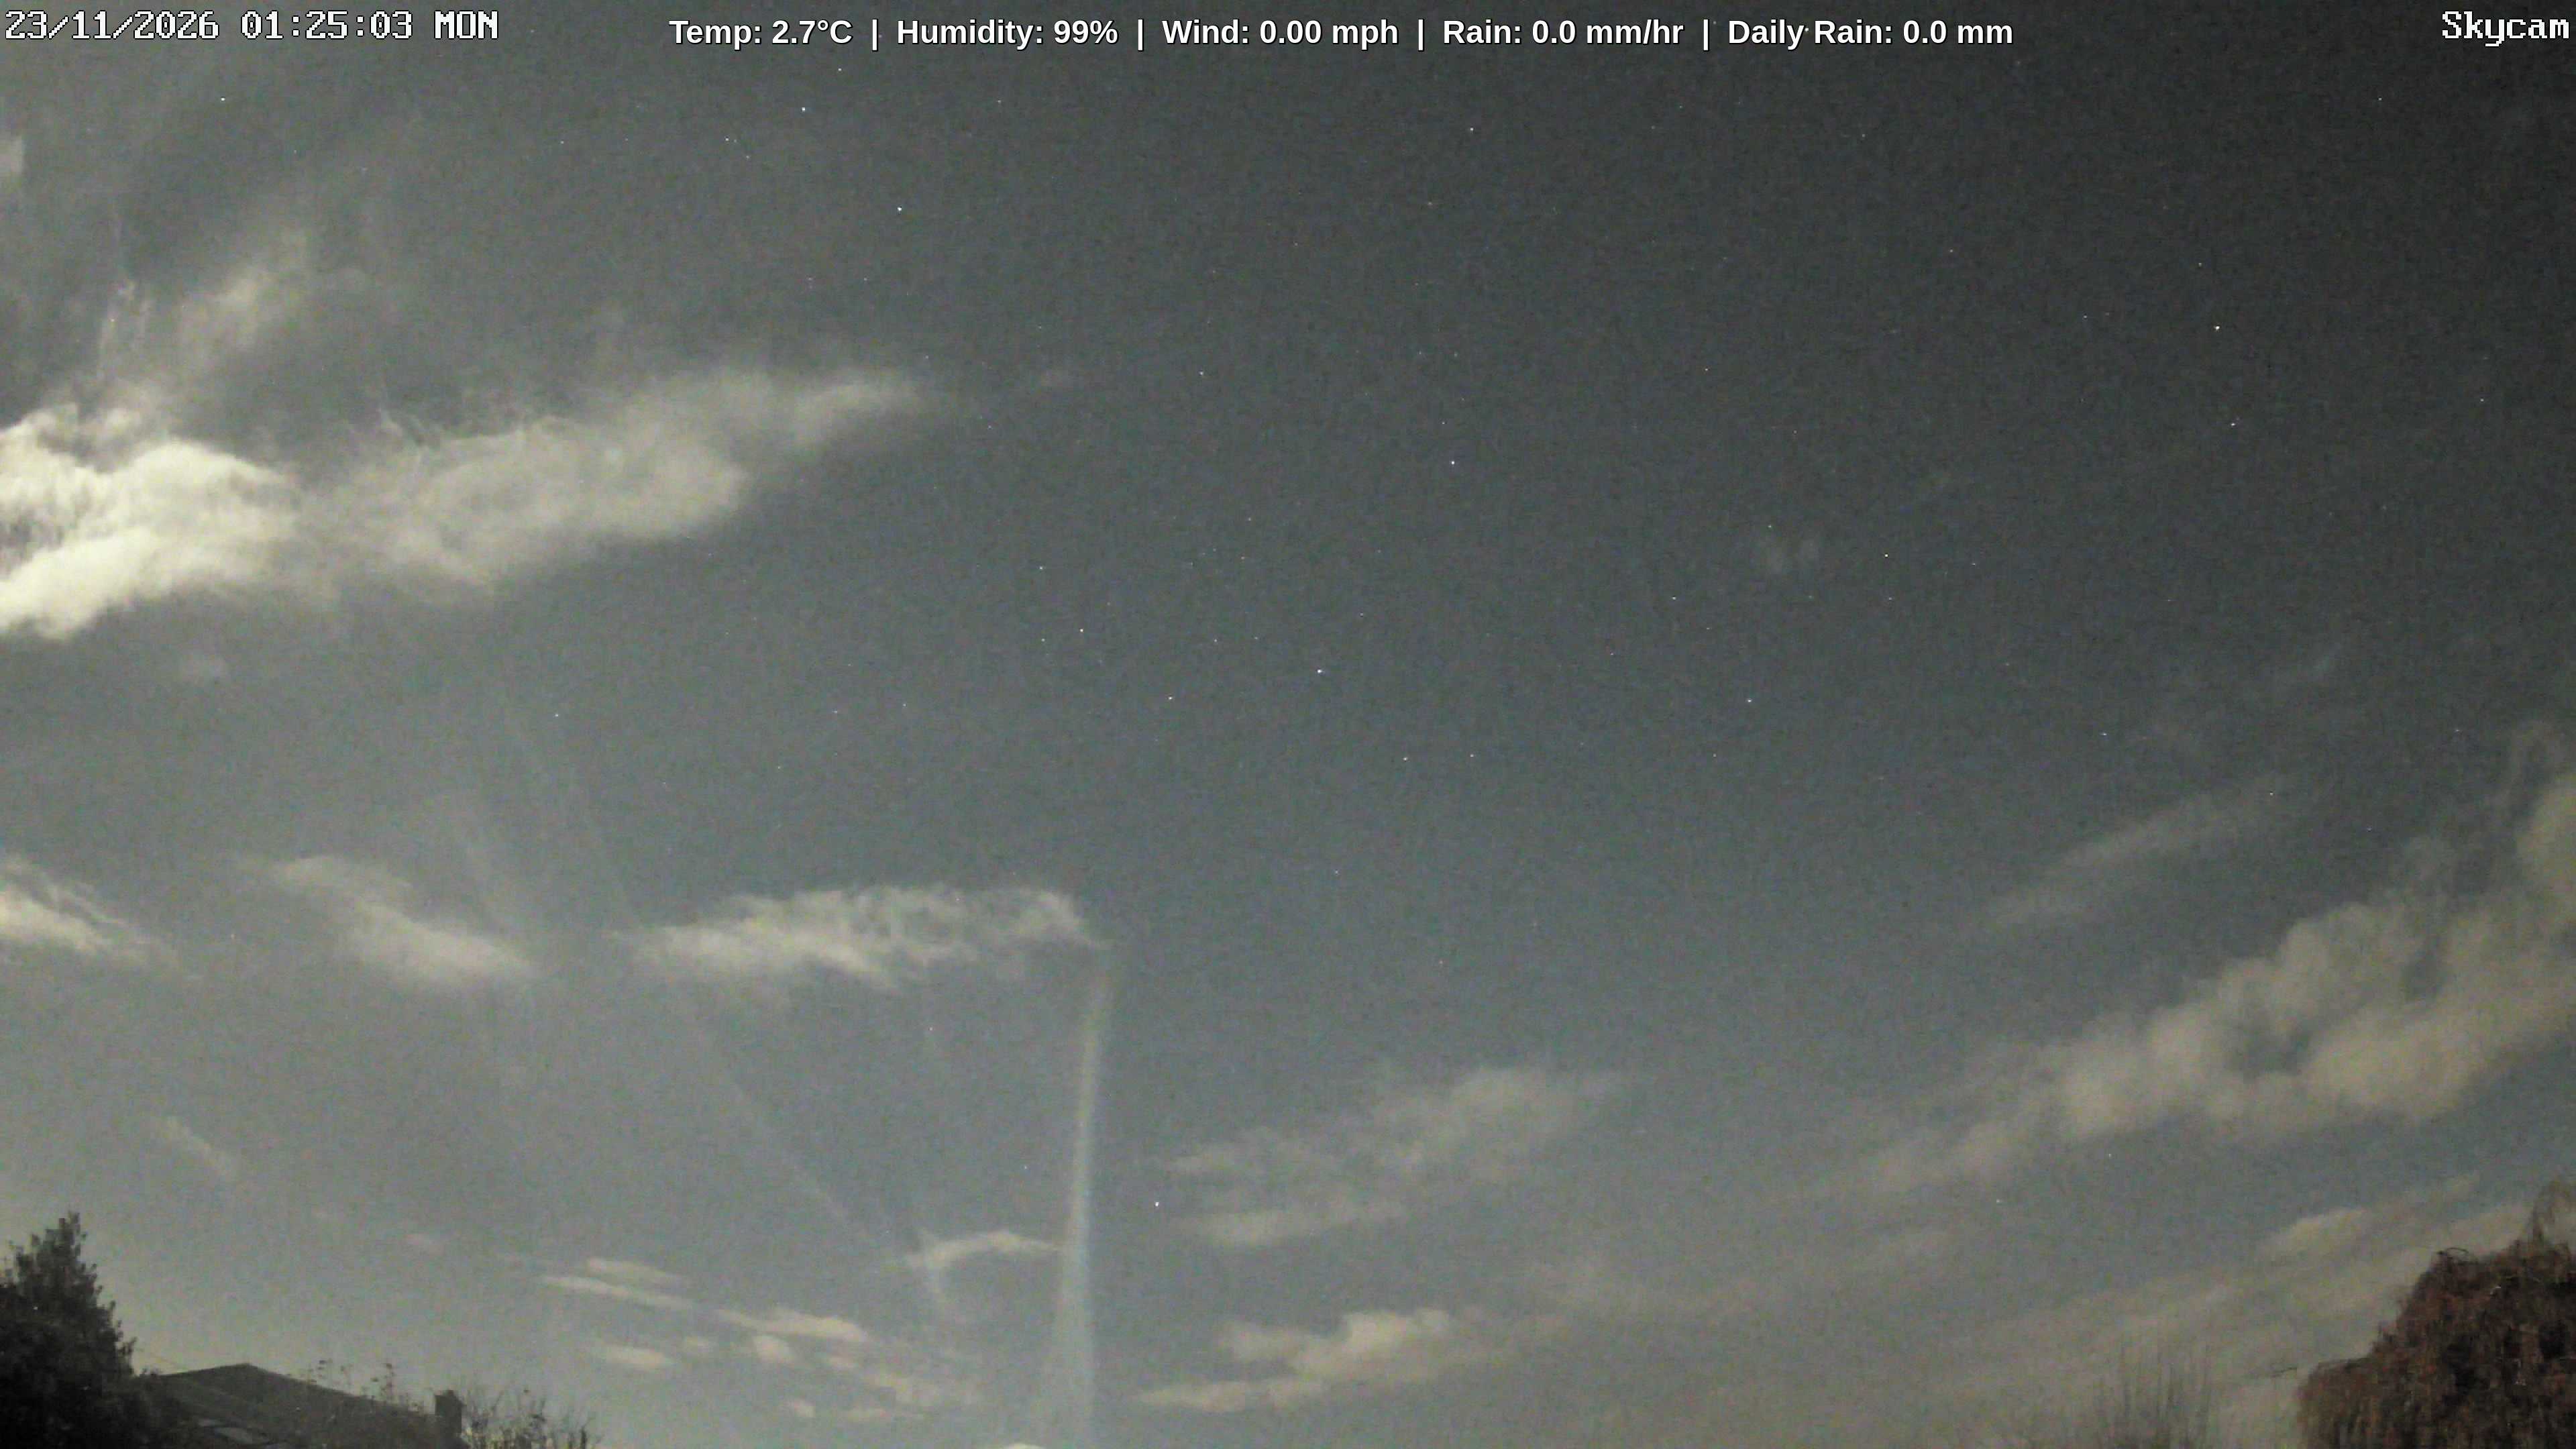 23/11/2026 01:25:03 MON
Temp: 2.7°C | Humidity: 99% | Wind: 0.00 mph | Rain: 0.0 mm/hr | Daily Rain: 0.0 mm
Skycam